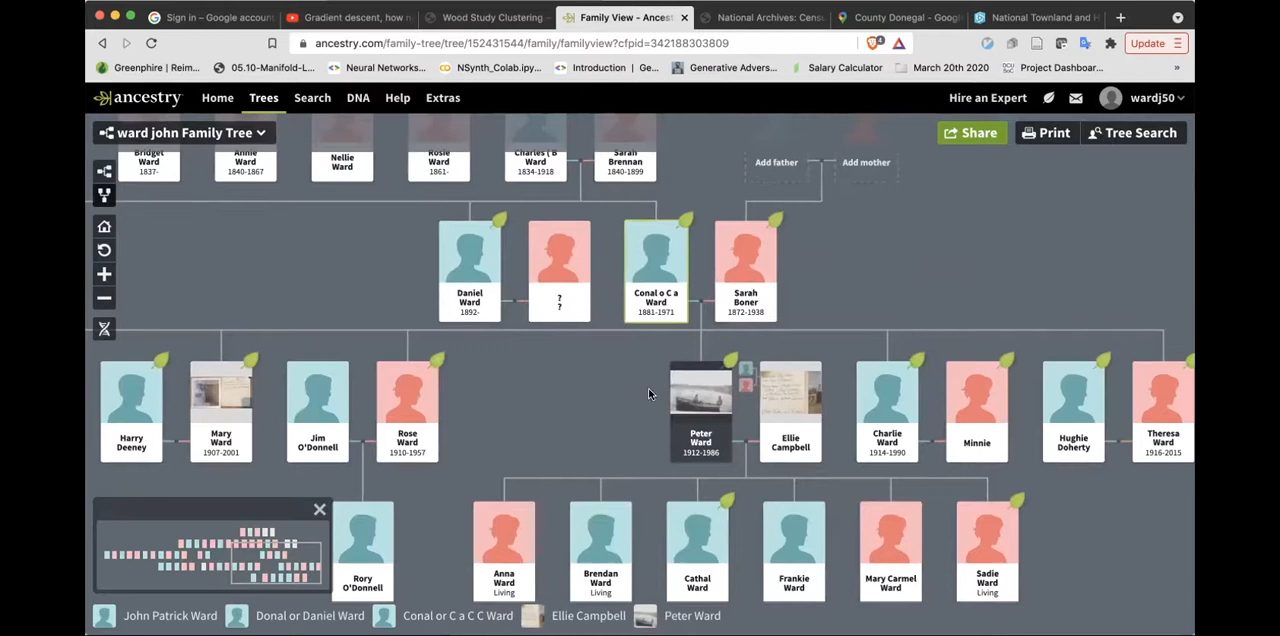 Sign in – Google accoun
Gradient descent, how n
Wood Study Clustering –
Family View – Ances
National Archives: Censu
County Donegal – Googl
National Townland and H
ancestry.com/family-tree/tree/152431544/family/familyview?cfpid=342188303809
Update
Greenphire | Reim...
05.10-Manifold-L...
Neural Networks...
NSynth_Colab.ipy...
Introduction | Ge...
Generative Advers...
Salary Calculator
March 20th 2020
Project Dashboar...
»
ancestry
Home
Trees
Search
DNA
Help
Extras
Hire an Expert
wardj50
ward john Family Tree
Share
Print
Tree Search
Bridget
Ward
1837-
Annie
Ward
1840-1867
Nellie
Ward
Rosie
Ward
1861-
Charles ( B
Ward
1834-1918
Sarah
Brennan
1840-1899
Add father
Add mother
Daniel
Ward
1892-
?
?
Conal o C a
Ward
1881-1971
Sarah
Boner
1872-1938
Harry
Deeney
Mary
Ward
1907-2001
Jim
O'Donnell
Rose
Ward
1910-1957
Peter
Ward
1912-1986
Ellie
Campbell
Charlie
Ward
1914-1990
Minnie
Hughie
Doherty
Theresa
Ward
1916-2015
Rory
O'Donnell
Anna
Ward
Living
Brendan
Ward
Living
Cathal
Ward
Frankie
Ward
Mary Carmel
Ward
Sadie
Ward
Living
John Patrick Ward
Donal or Daniel Ward
Conal or C a C C Ward
Ellie Campbell
Peter Ward